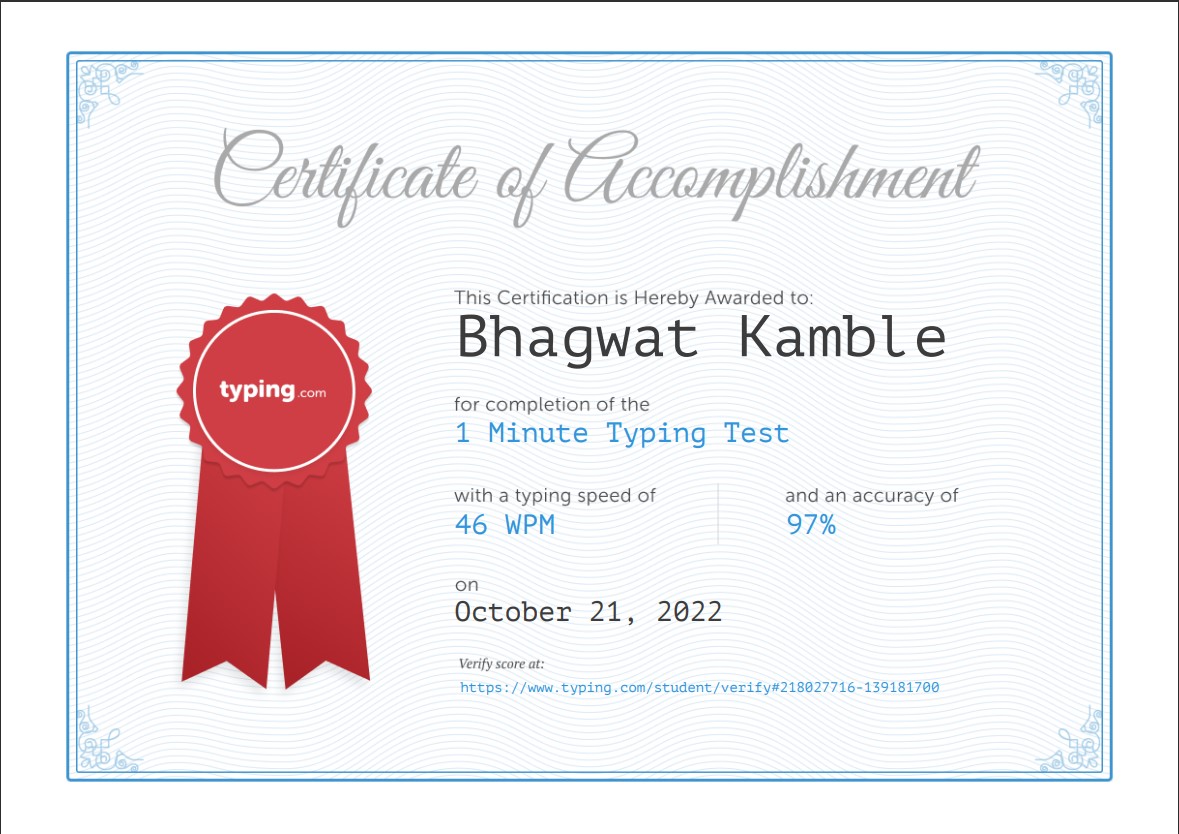 Certificate of Accomplishment
This Certification is Hereby Awarded to:
Bhagwat Kamble
typing.com
for completion of the
1 Minute Typing Test
with a typing speed of
46 WPM
and an accuracy of
97%
on
October 21, 2022
Verify score at:
https://www.typing.com/student/verify#218027716-139181700